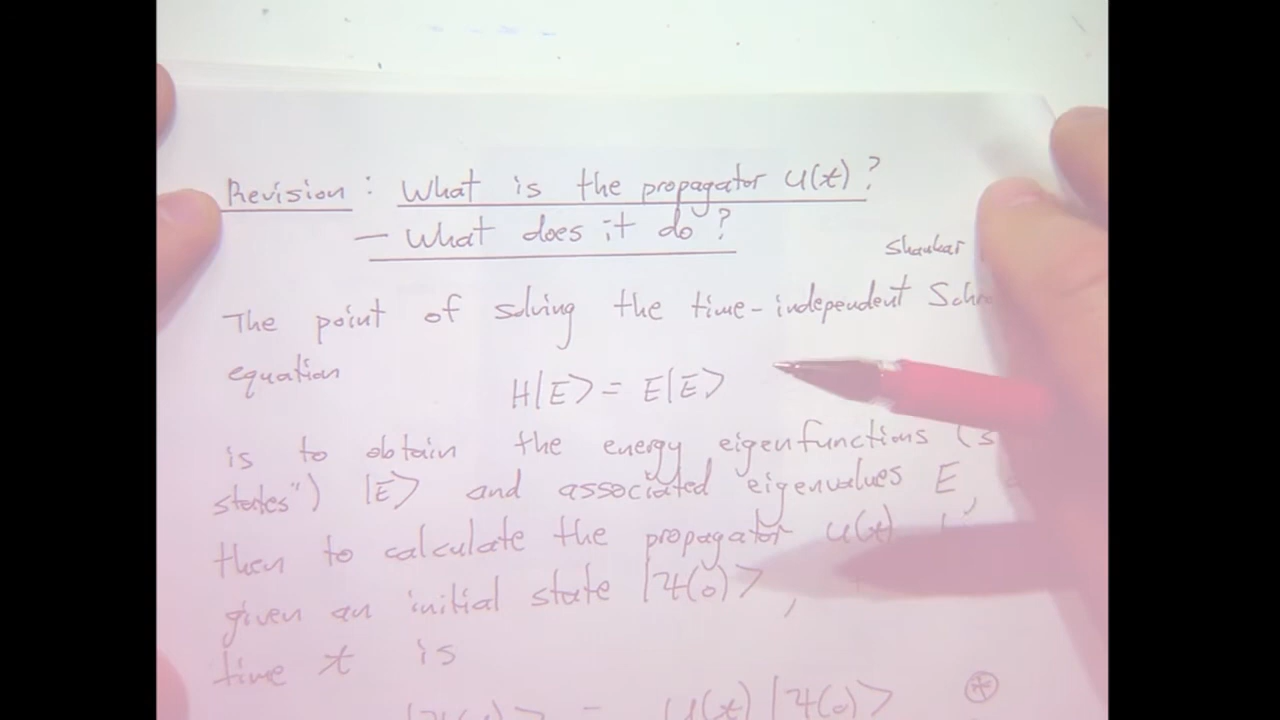 Revision : What is the propagator U(t) ?
— What does it do ?
Shankar
The point of solving the time-independent Schr
equation
H|E> = E|E>
is to obtain the energy eigenfunctions (s
states") |E> and associated eigenvalues E,
then to calculate the propagator U(t)
given an initial state |Ψ(0)>,
time t is
= U(t) |Ψ(0)> ⊛